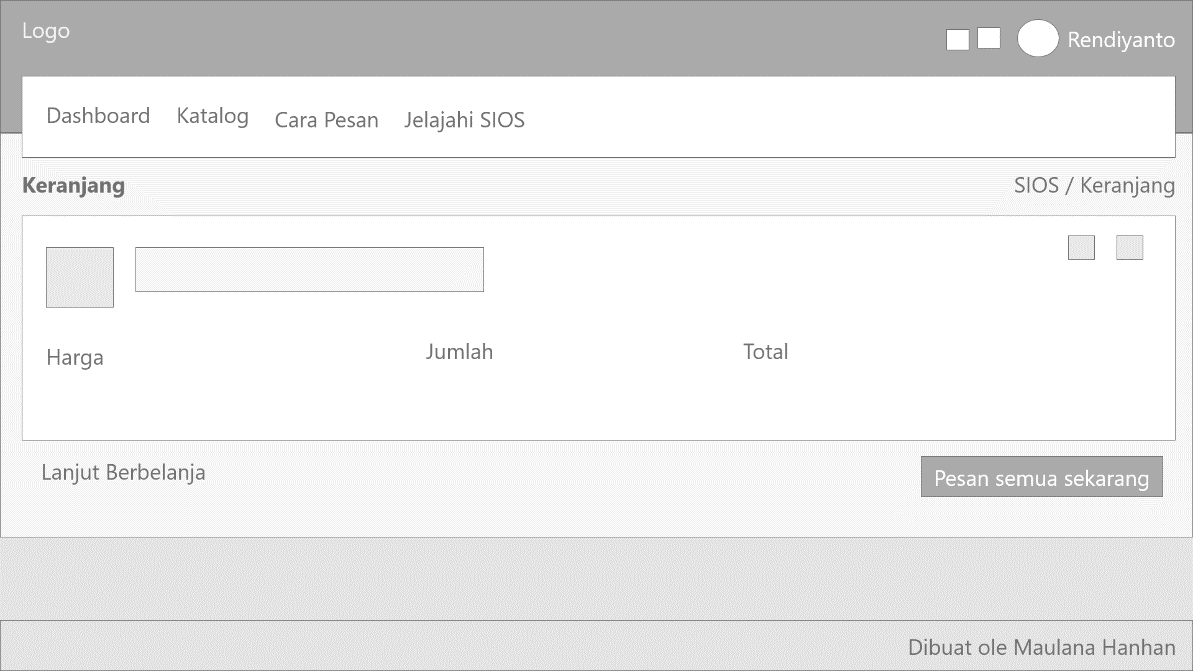 Logo
Rendiyanto
Dashboard Katalog Cara Pesan Jelajahi SIOS
Keranjang
SIOS / Keranjang
Harga Jumlah Total
Lanjut Berbelanja
Pesan semua sekarang
Dibuat ole Maulana Hanhan